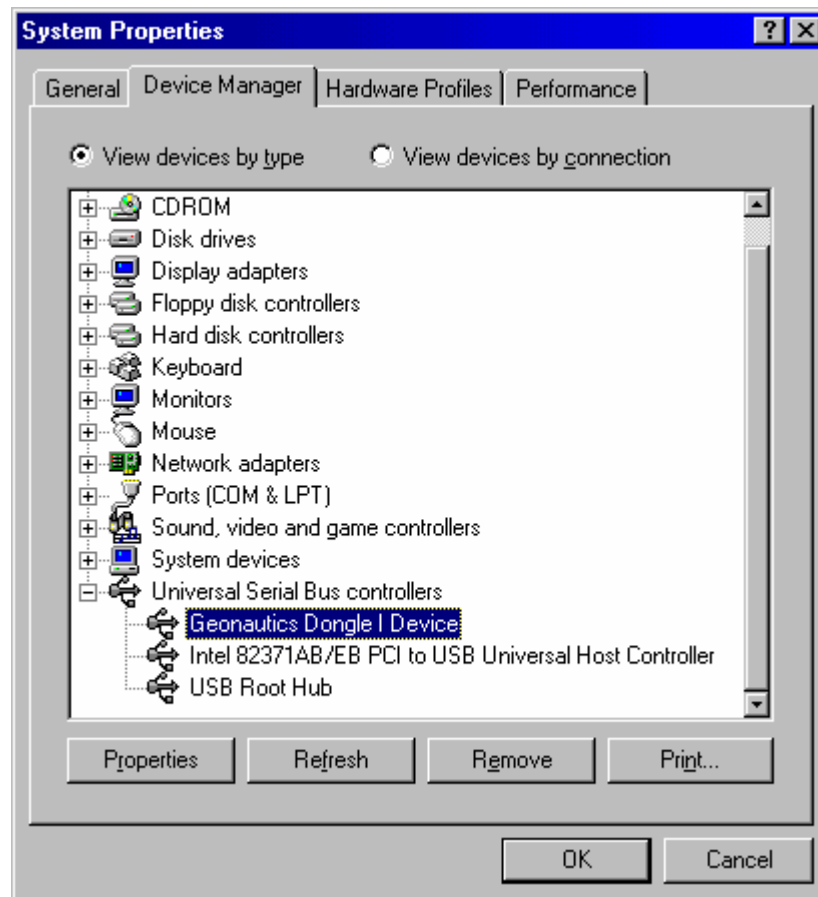 System Properties
General Device Manager Hardware Profiles Performance
View devices by type View devices by connection
CDROM
Disk drives
Display adapters
Floppy disk controllers
Hard disk controllers
Keyboard
Monitors
Mouse
Network adapters
Ports (COM & LPT)
Sound, video and game controllers
System devices
Universal Serial Bus controllers
Geonautics Dongle I Device
Intel 82371AB/EB PCI to USB Universal Host Controller
USB Root Hub
Properties Refresh Remove Print...
OK Cancel